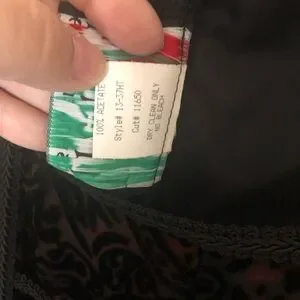 100% ACETATE
Style# 13-37HT
Cut# 11650
DRY CLEAN ONLY
NO BLEACH